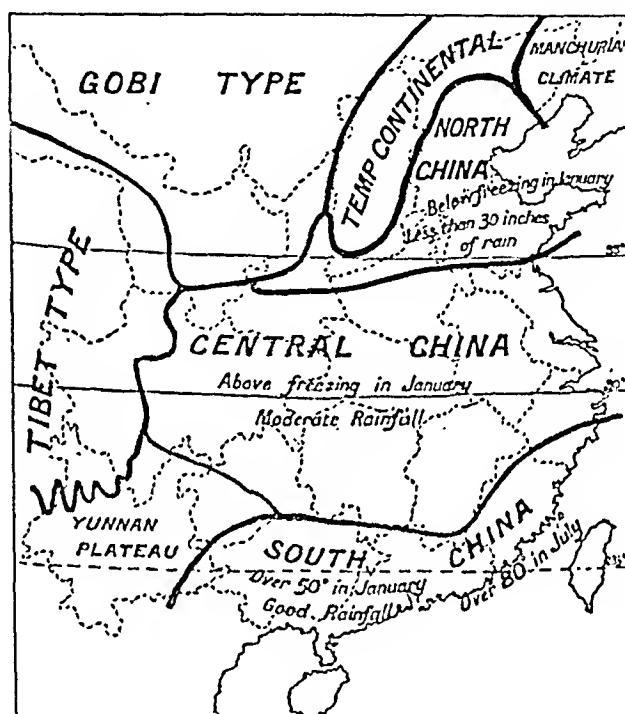 GOBI TYPE
TEMP CONTINENTAL
MANCHURIAN
CLIMATE
NORTH
CHINA
Below freezing in January
Less than 30 inches
of rain
TIBET TYPE
CENTRAL CHINA
Above freezing in January
Moderate Rainfall
YUNNAN
PLATEAU
SOUTH CHINA
Over 50° in January
Good Rainfall
Over 80° in July